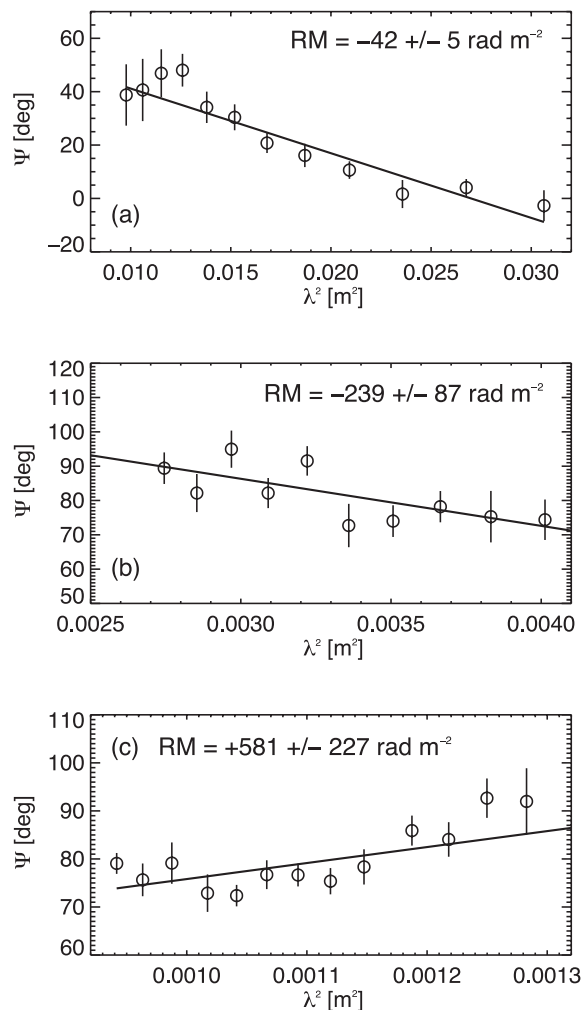 RM = −42 +/− 5 rad m⁻²
60
40
20
0
−20
Ψ [deg]
(a)
0.010 0.015 0.020 0.025 0.030
λ² [m²]
120
110
100
90
80
70
60
50
Ψ [deg]
RM = −239 +/− 87 rad m⁻²
(b)
0.0025 0.0030 0.0035 0.0040
λ² [m²]
110
100
90
80
70
60
Ψ [deg]
(c) RM = +581 +/− 227 rad m⁻²
0.0010 0.0011 0.0012 0.0013
λ² [m²]